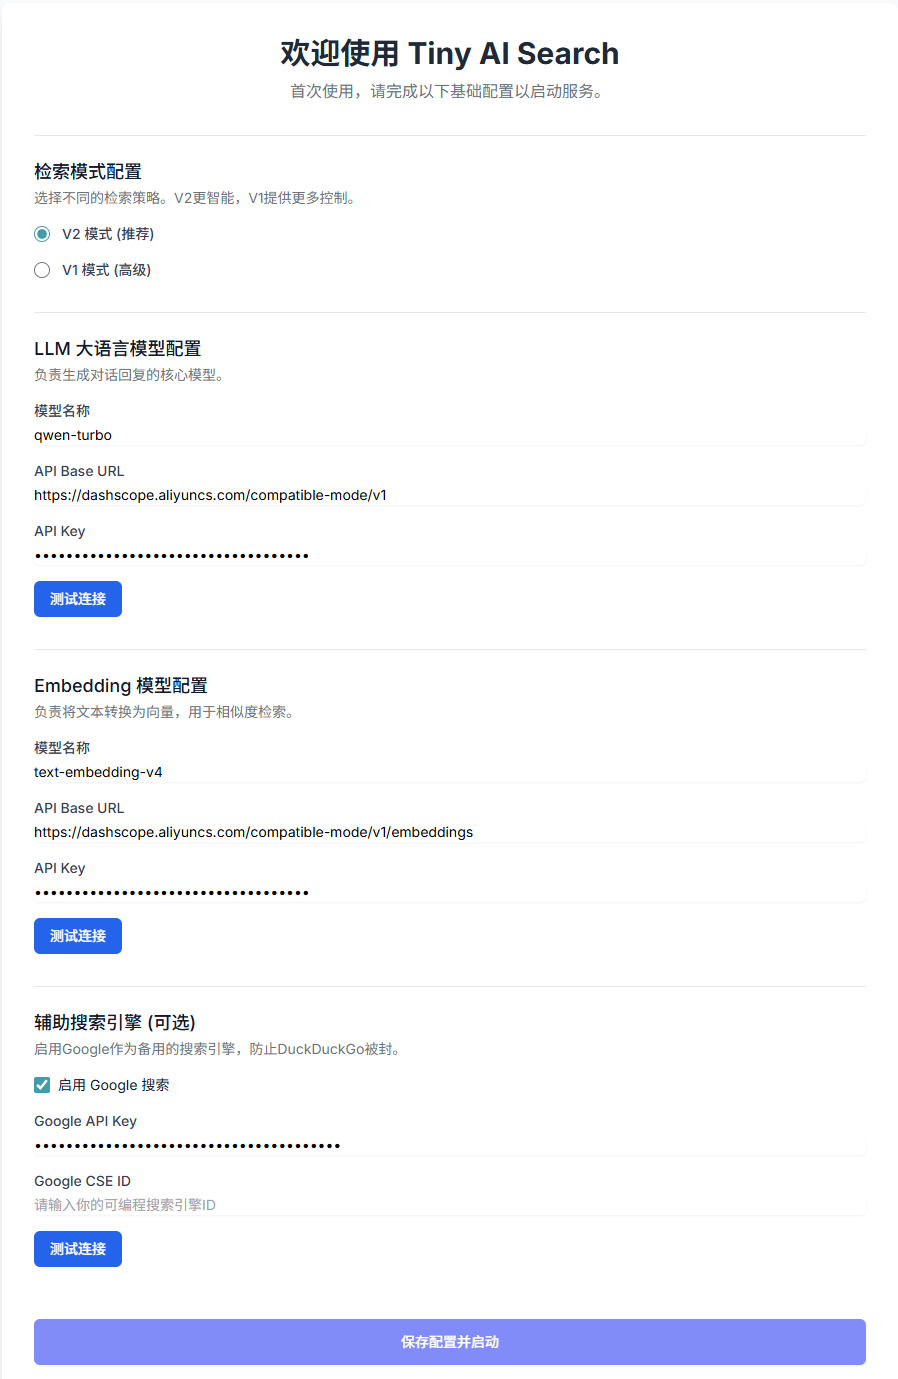 欢迎使用 Tiny AI Search
首次使用，请完成以下基础配置以启动服务。
检索模式配置
选择不同的检索策略。V2更智能，V1提供更多控制。
V2 模式 (推荐)
V1 模式 (高级)
LLM 大语言模型配置
负责生成对话回复的核心模型。
模型名称
qwen-turbo
API Base URL
https://dashscope.aliyuncs.com/compatible-mode/v1
API Key
测试连接
Embedding 模型配置
负责将文本转换为向量，用于相似度检索。
模型名称
text-embedding-v4
API Base URL
https://dashscope.aliyuncs.com/compatible-mode/v1/embeddings
API Key
测试连接
辅助搜索引擎 (可选)
启用Google作为备用的搜索引擎，防止DuckDuckGo被封。
启用 Google 搜索
Google API Key
Google CSE ID
请输入你的可编程搜索引擎ID
测试连接
保存配置并启动